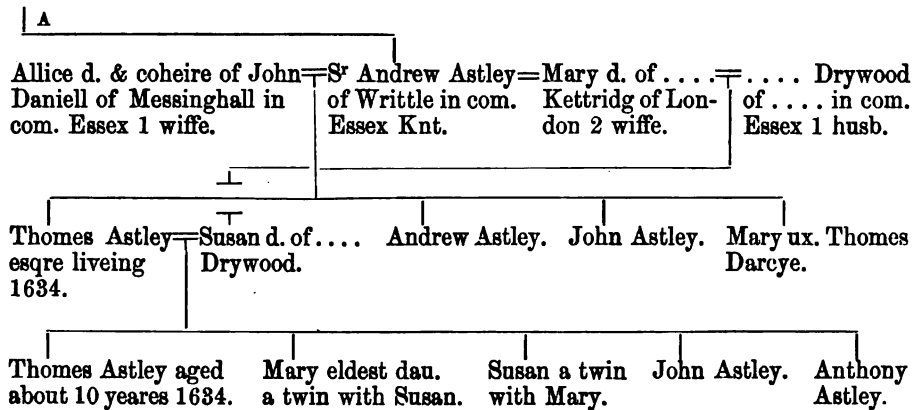 A
Allice d. & coheire of John
Daniell of Messinghall in
com. Essex 1 wiffe.
Sr Andrew Astley
of Writtle in com.
Essex Knt.
Mary d. of ....
Kettridg of Lon-
don 2 wiffe.
.... Drywood
of .... in com.
Essex 1 husb.
Thomes Astley
esqre liveing
1634.
Susan d. of ....
Drywood.
Andrew Astley.
John Astley.
Mary ux. Thomes
Darcye.
Thomes Astley aged
about 10 yeares 1634.
Mary eldest dau.
a twin with Susan.
Susan a twin
with Mary.
John Astley.
Anthony
Astley.